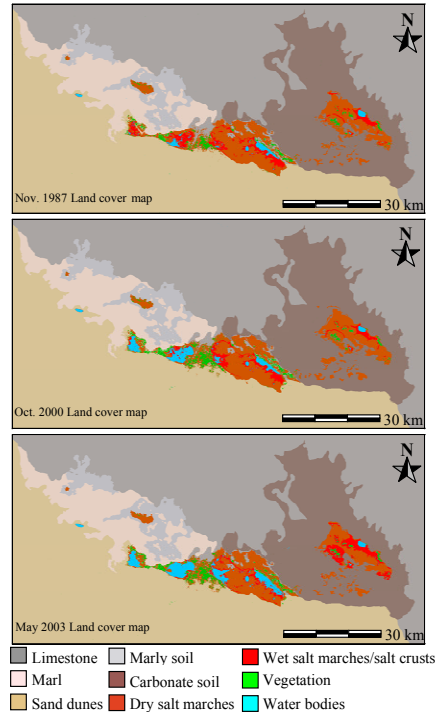 N
30 km
Nov. 1987 Land cover map
N
30 km
Oct. 2000 Land cover map
N
30 km
May 2003 Land cover map
Limestone Marly soil Wet salt marches/salt crusts
Marl Carbonate soil Vegetation
Sand dunes Dry salt marches Water bodies